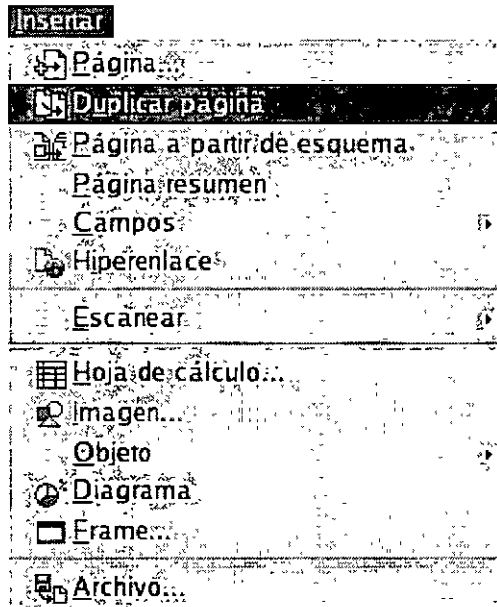 Insertar
Página...
Duplicar página
Página a partir de esquema
Página resumen
Campos
Hiperenlace
Escanear
Hoja de cálculo...
Imagen...
Objeto
Diagrama
Frame...
Archivo...